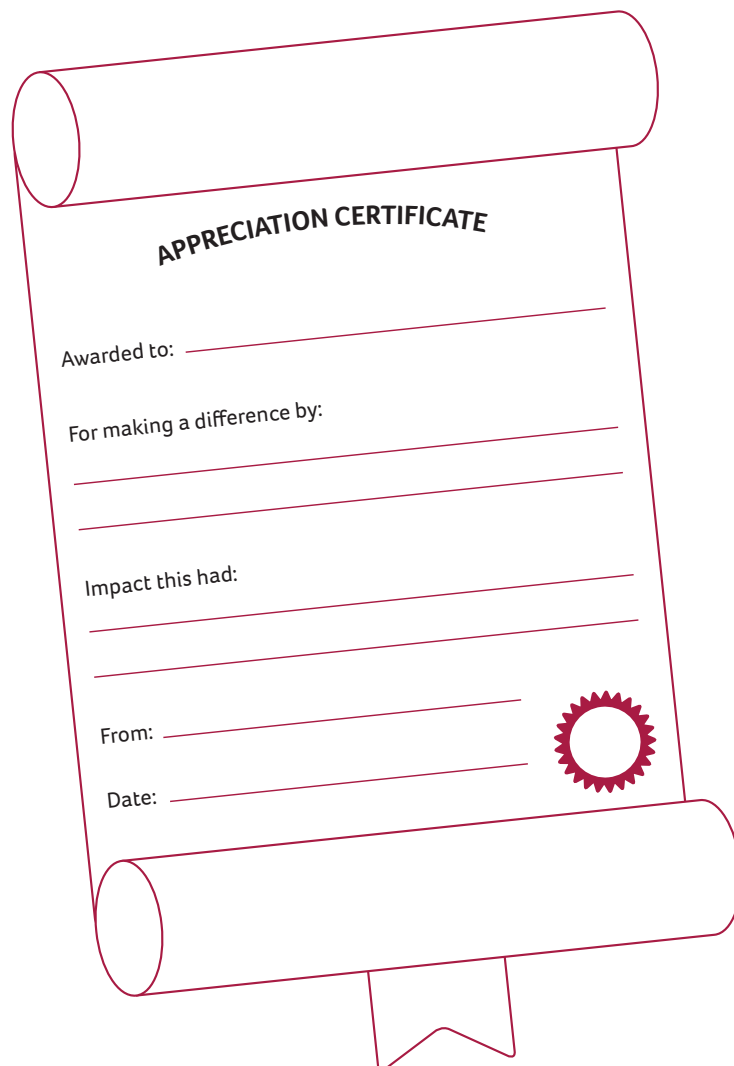 APPRECIATION CERTIFICATE
Awarded to:
For making a difference by:
Impact this had:
From:
Date: